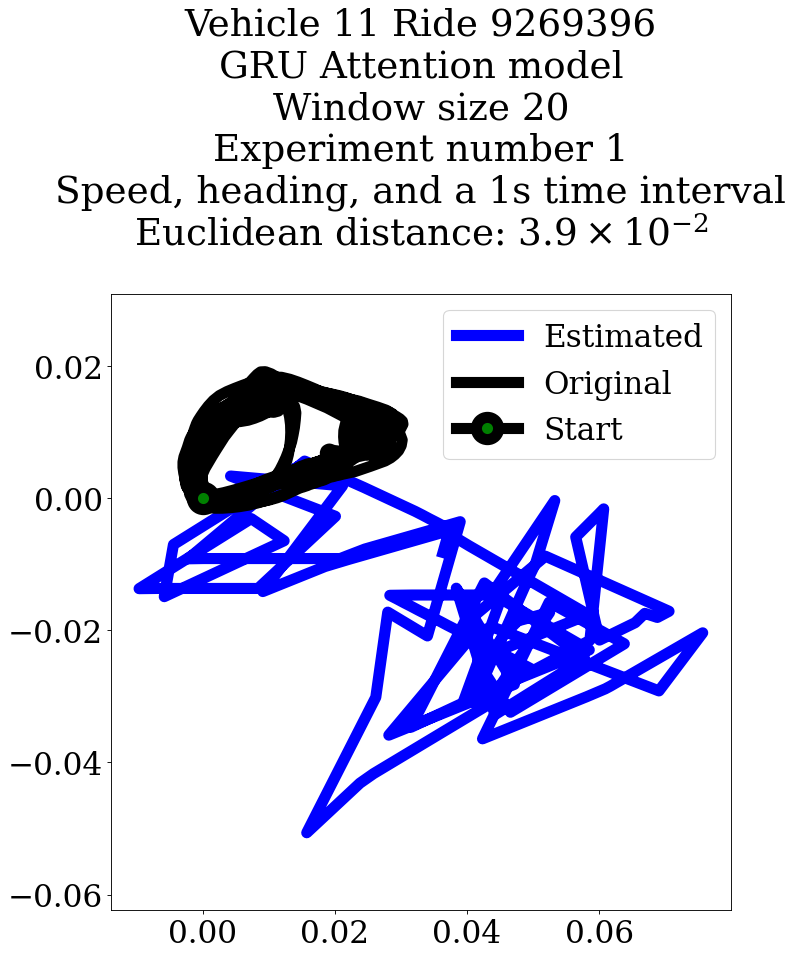 Vehicle 11 Ride 9269396
GRU Attention model
Window size 20
Experiment number 1
Speed, heading, and a 1s time interval
Euclidean distance: 3.9 × 10⁻²
Estimated
Original
Start
0.02
0.00
−0.02
−0.04
−0.06
0.00 0.02 0.04 0.06